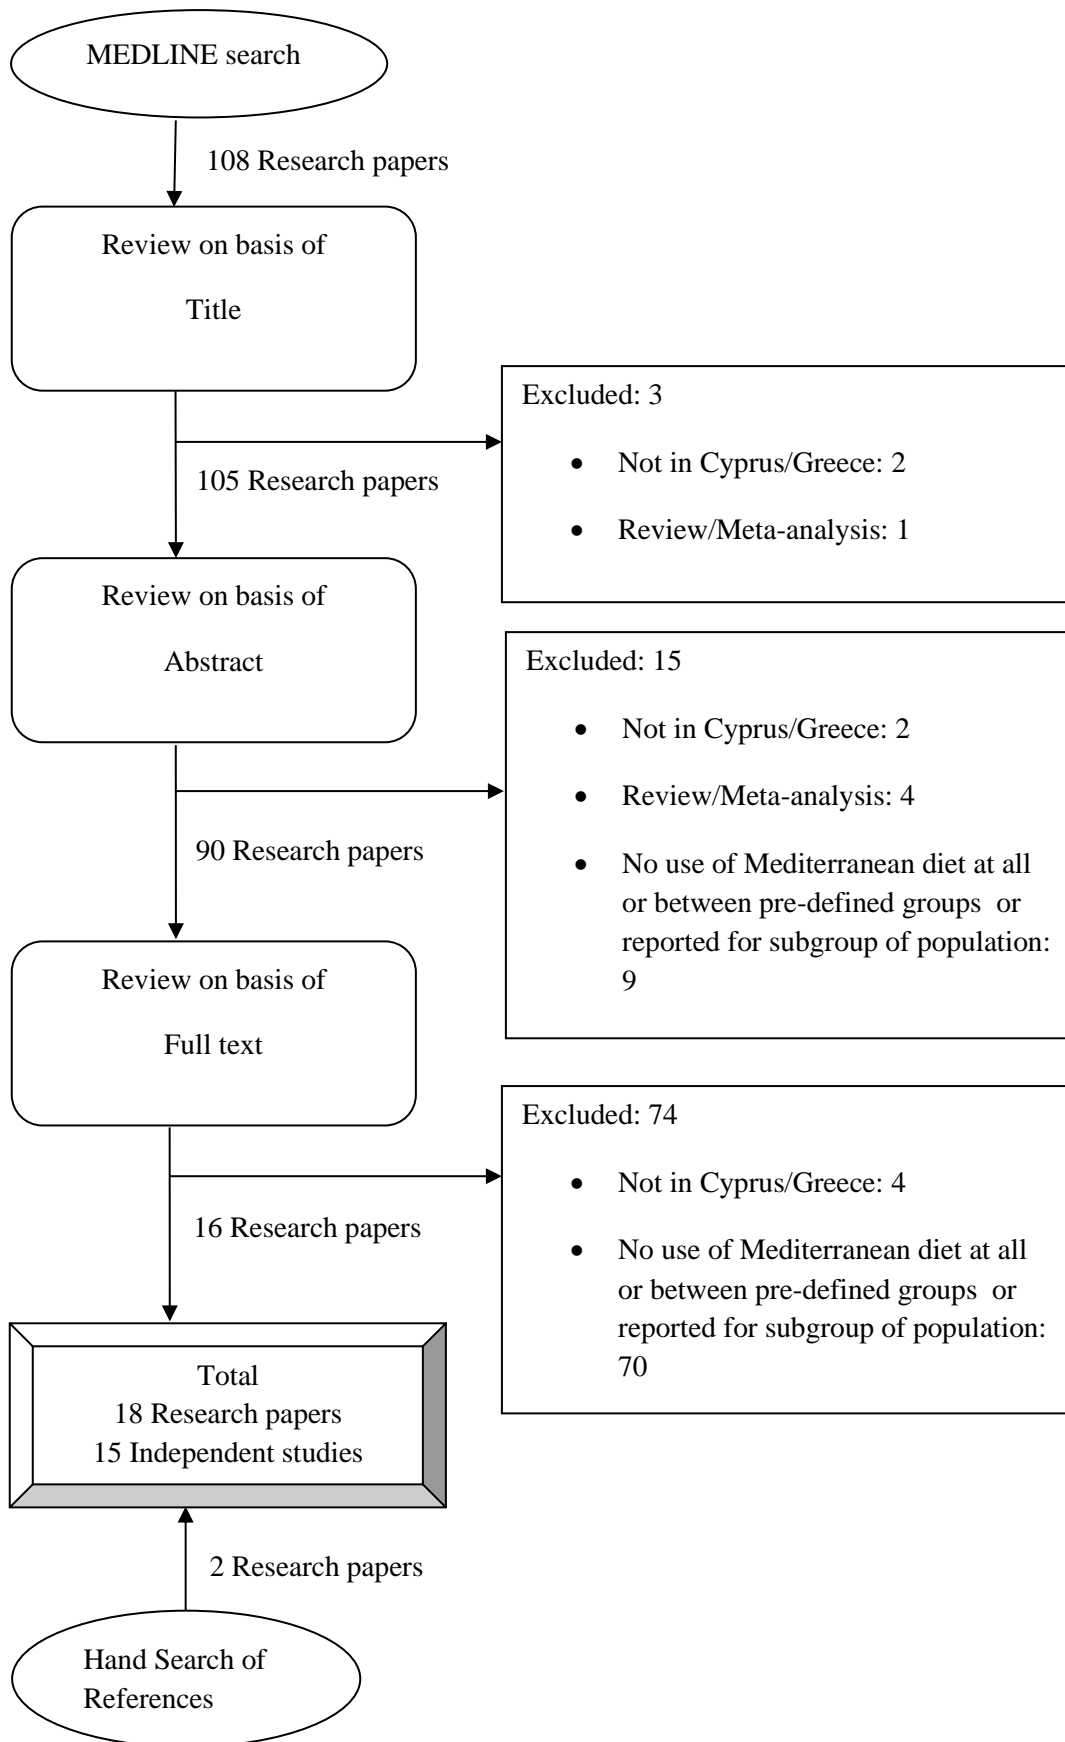 MEDLINE search
108 Research papers
Review on basis of
Title
Excluded: 3
• Not in Cyprus/Greece: 2
• Review/Meta-analysis: 1
105 Research papers
Review on basis of
Abstract
Excluded: 15
• Not in Cyprus/Greece: 2
• Review/Meta-analysis: 4
• No use of Mediterranean diet at all
or between pre-defined groups or
reported for subgroup of population:
9
90 Research papers
Review on basis of
Full text
Excluded: 74
• Not in Cyprus/Greece: 4
• No use of Mediterranean diet at all
or between pre-defined groups or
reported for subgroup of population:
70
16 Research papers
Total
18 Research papers
15 Independent studies
2 Research papers
Hand Search of
References